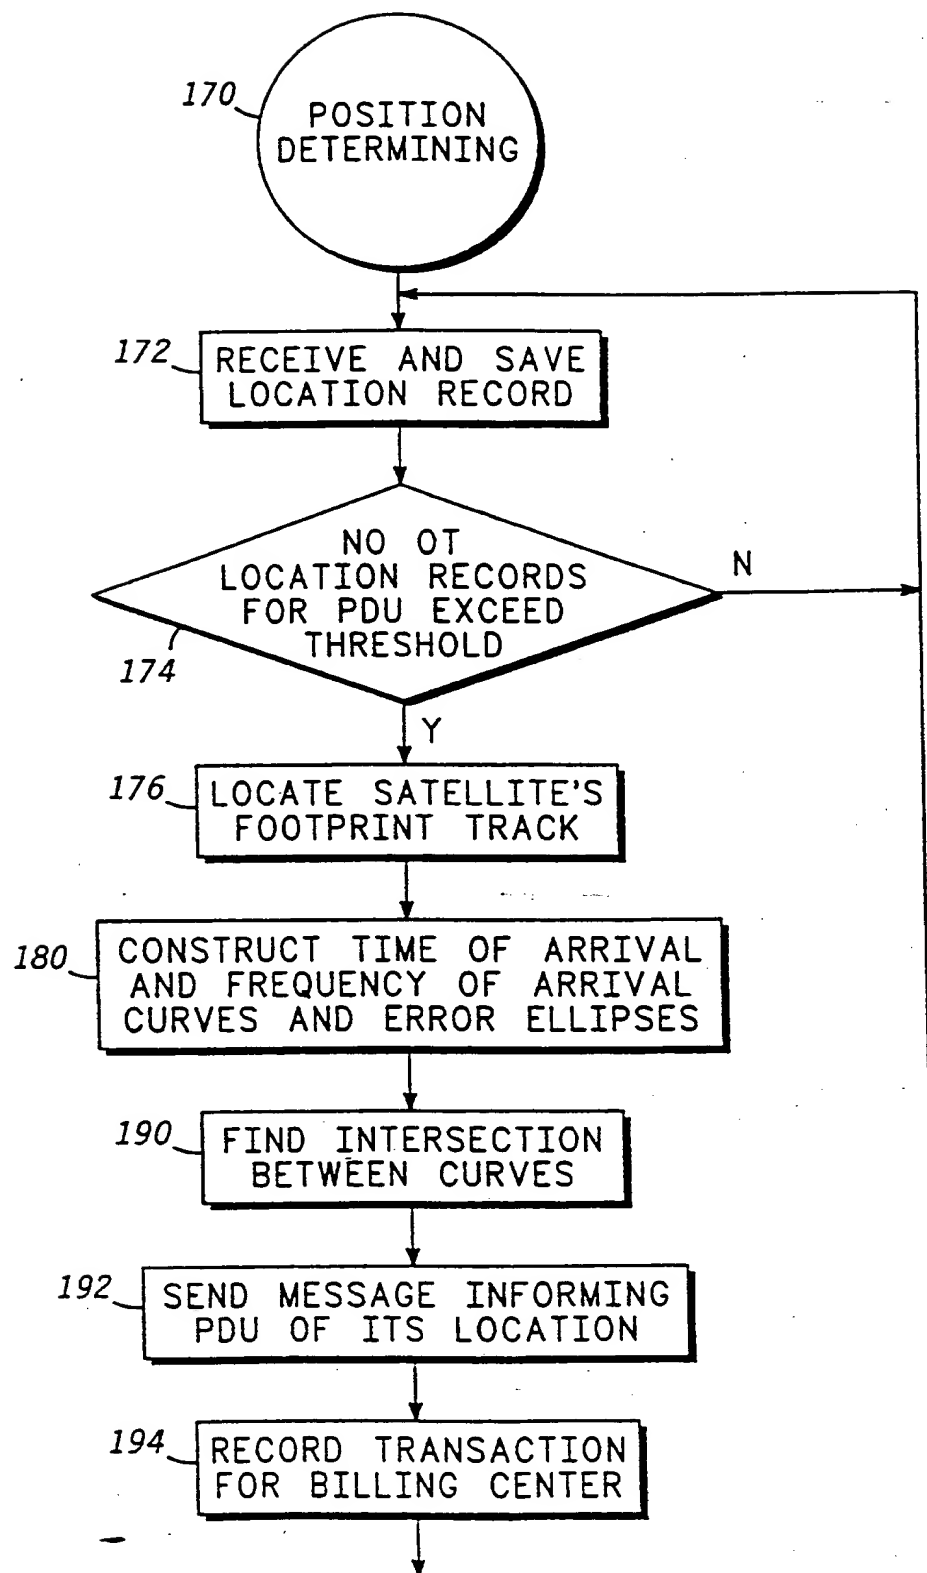 170
POSITION
DETERMINING
172
RECEIVE AND SAVE
LOCATION RECORD
NO OT
LOCATION RECORDS
FOR PDU EXCEED
THRESHOLD
N
174
Y
176
LOCATE SATELLITE'S
FOOTPRINT TRACK
180
CONSTRUCT TIME OF ARRIVAL
AND FREQUENCY OF ARRIVAL
CURVES AND ERROR ELLIPSES
190
FIND INTERSECTION
BETWEEN CURVES
192
SEND MESSAGE INFORMING
PDU OF ITS LOCATION
194
RECORD TRANSACTION
FOR BILLING CENTER